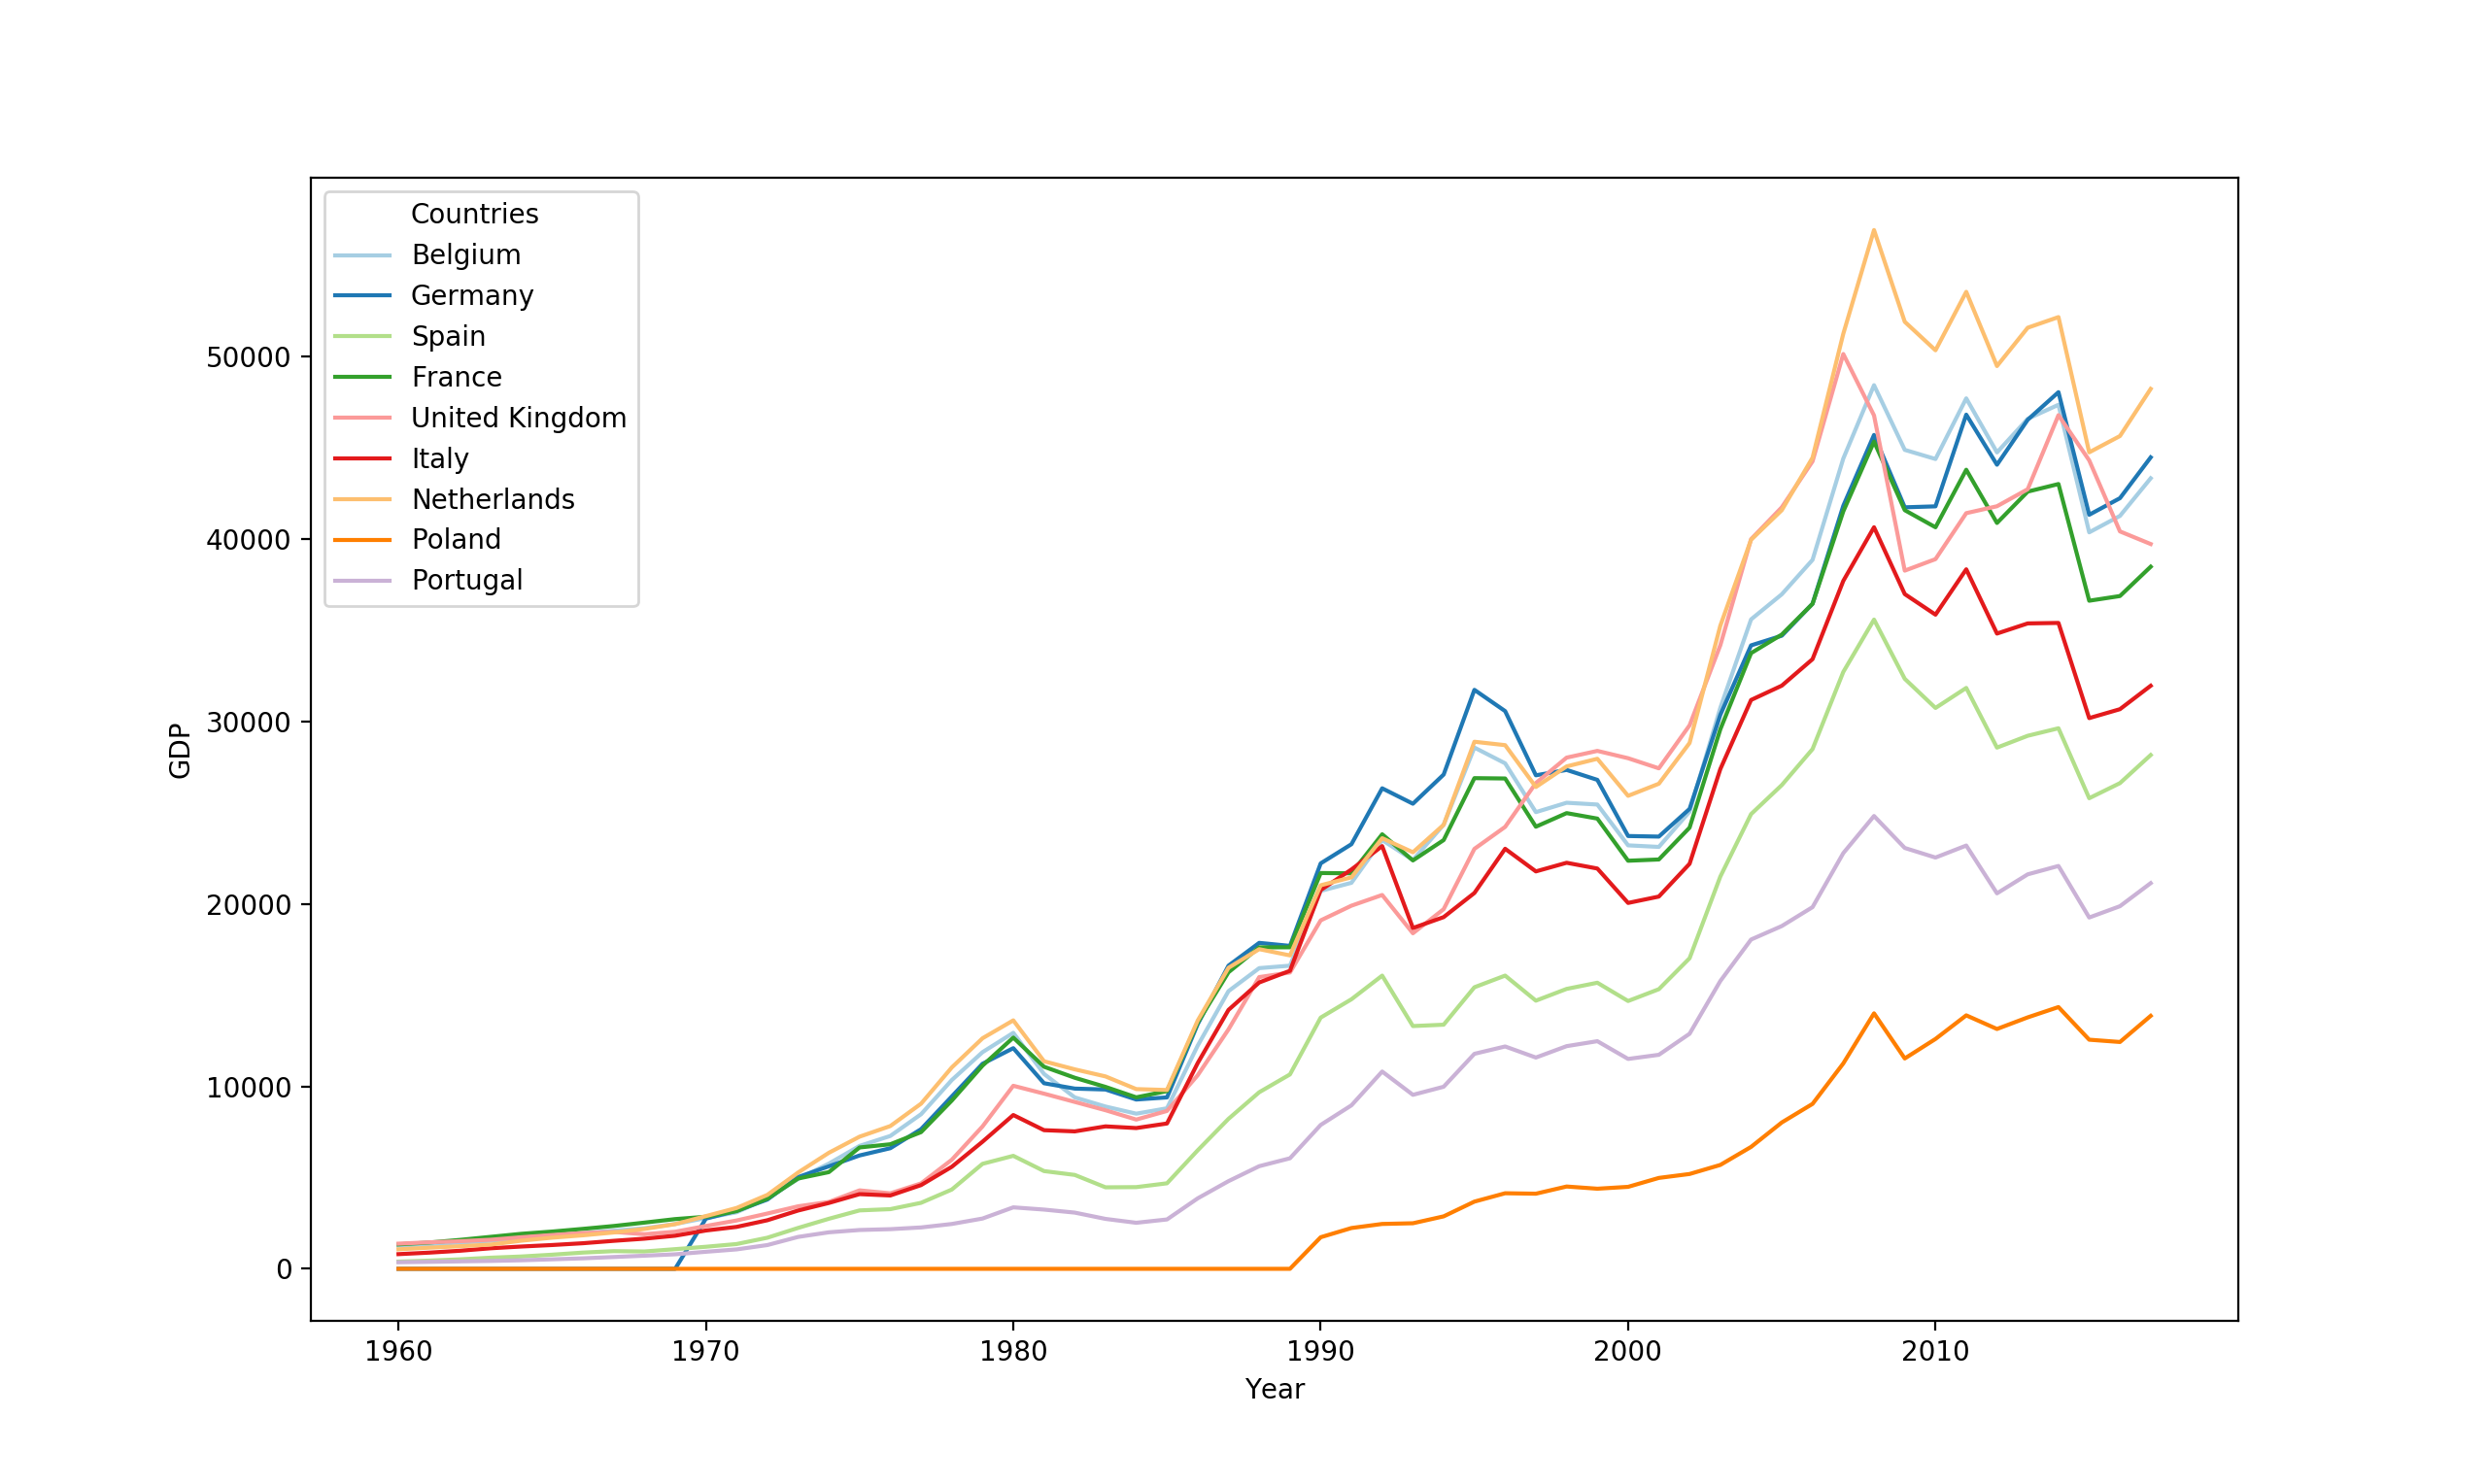 Countries
Belgium
Germany
Spain
France
United Kingdom
Italy
Netherlands
Poland
Portugal
50000
40000
30000
20000
10000
0
GDP
1960 1970 1980 1990 2000 2010
Year